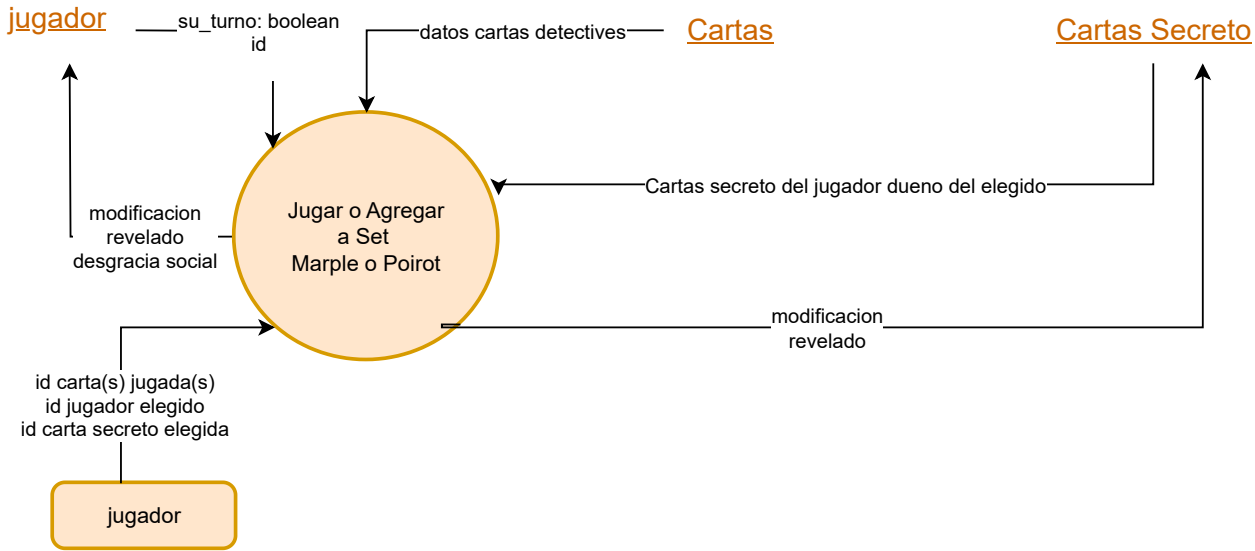 jugador
su_turno: boolean
id
datos cartas detectives
Cartas
Cartas Secreto
Cartas secreto del jugador dueno del elegido
Jugar o Agregar
a Set
Marple o Poirot
modificacion
revelado
desgracia social
modificacion
revelado
id carta(s) jugada(s)
id jugador elegido
id carta secreto elegida
jugador